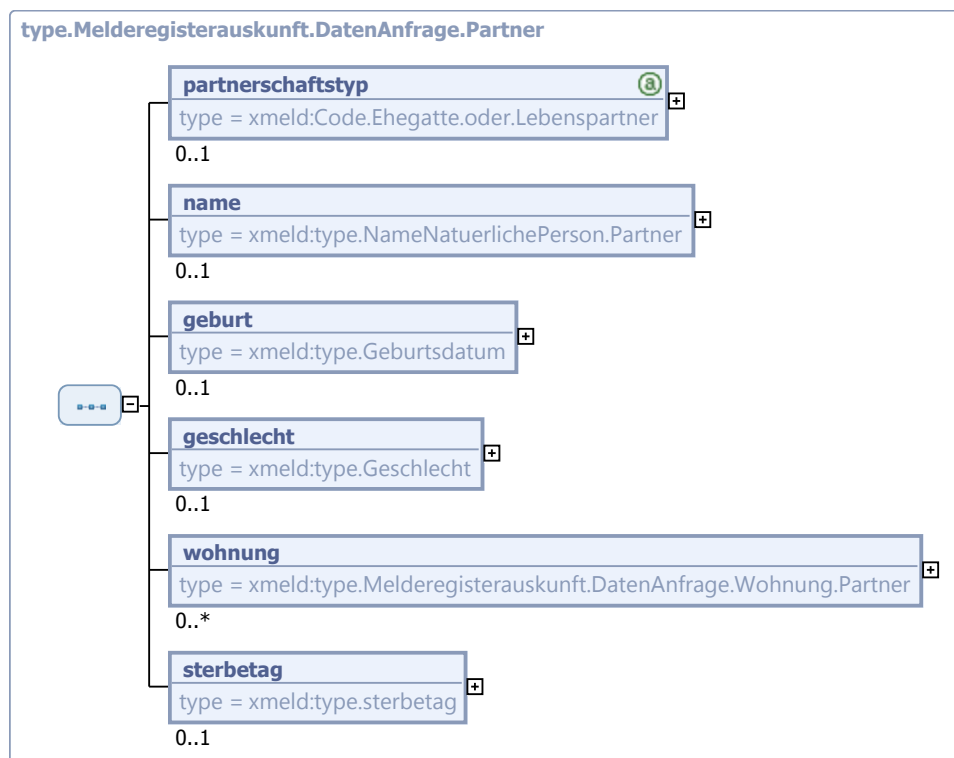 type.Melderegisterauskunft.DatenAnfrage.Partner
partnerschaftstyp a
type = xmeld:Code.Ehegatte.oder.Lebenspartner
0..1
name
type = xmeld:type.NameNatuerlichePerson.Partner
0..1
geburt
type = xmeld:type.Geburtsdatum
0..1
geschlecht
type = xmeld:type.Geschlecht
0..1
wohnung
type = xmeld:type.Melderegisterauskunft.DatenAnfrage.Wohnung.Partner
0..*
sterbetag
type = xmeld:type.sterbetag
0..1